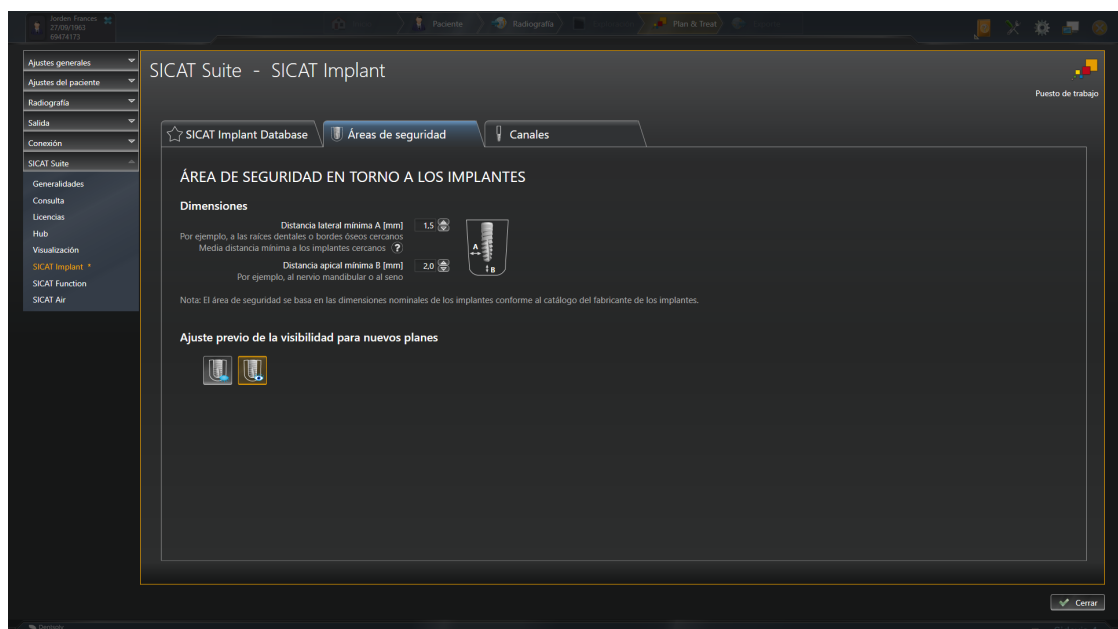 Jorden Frances
27/09/1963
69474173
Paciente
Radiografía
Plan & Treat
Ajustes generales
Ajustes del paciente
Radiografía
Salida
Conexión
SICAT Suite
Generalidades
Consulta
Licencias
Hub
Visualización
SICAT Implant *
SICAT Function
SICAT Air
SICAT Suite - SICAT Implant
Puesto de trabajo
SICAT Implant Database
Áreas de seguridad
Canales
ÁREA DE SEGURIDAD EN TORNO A LOS IMPLANTES
Dimensiones
Distancia lateral mínima A [mm] 1,5
Por ejemplo, a las raíces dentales o bordes óseos cercanos
Media distancia mínima a los implantes cercanos ?
A
B
Distancia apical mínima B [mm] 2,0
Por ejemplo, al nervio mandibular o al seno
Nota: El área de seguridad se basa en las dimensiones nominales de los implantes conforme al catálogo del fabricante de los implantes.
Ajuste previo de la visibilidad para nuevos planes
Cerrar